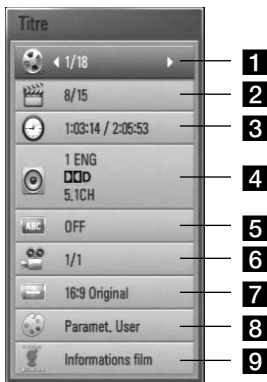 Titre
1/18 1
8/15 2
1:03:14 / 2:05:53 3
1 ENG
DOD
5.1CH 4
ABC OFF 5
1/1 6
16:9 Original 7
Paramet. User 8
Informations film 9